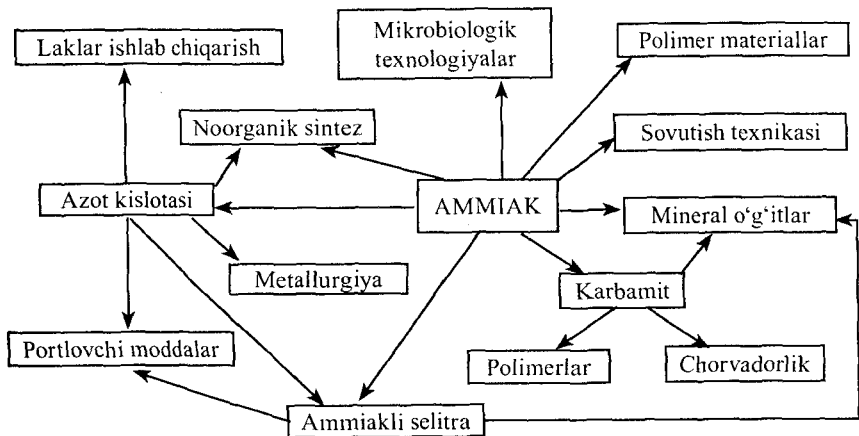 Laklar ishlab chiqarish
Mikrobiologik
texnologiyalar
Polimer materiallar
Noorganik sintez
Sovutish texnikasi
Azot kislotasi
AMMIAK
Mineral o‘g‘itlar
Metallurgiya
Karbamit
Portlovchi moddalar
Polimerlar
Chorvadorlik
Ammiakli selitra